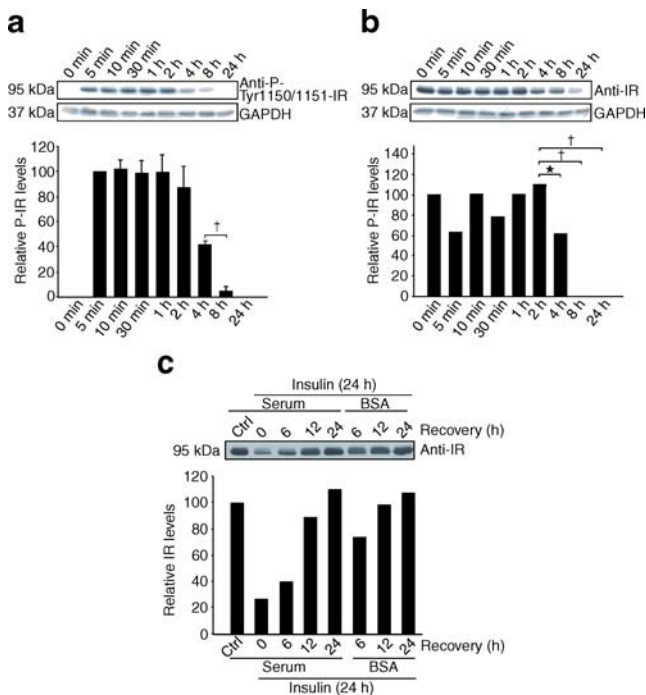 a
0 min 5 min 10 min 30 min 1 h 2 h 4 h 8 h 24 h
95 kDa Anti-P-Tyr1150/1151-IR
37 kDa GAPDH
Relative P-IR levels
120
100
80
60
40
20
0
†
0 min 5 min 10 min 30 min 1 h 2 h 4 h 8 h 24 h
b
0 min 5 min 10 min 30 min 1 h 2 h 4 h 8 h 24 h
95 kDa Anti-IR
37 kDa GAPDH
Relative P-IR levels
140
120
100
80
60
40
20
0
†
†
★
0 min 5 min 10 min 30 min 1 h 2 h 4 h 8 h 24 h
c
Insulin (24 h)
Serum BSA
Ctrl 0 6 12 24 6 12 24 Recovery (h)
95 kDa Anti-IR
Relative IR levels
100
80
60
40
20
0
Ctrl 0 6 12 24 6 12 24 Recovery (h)
Serum BSA
Insulin (24 h)